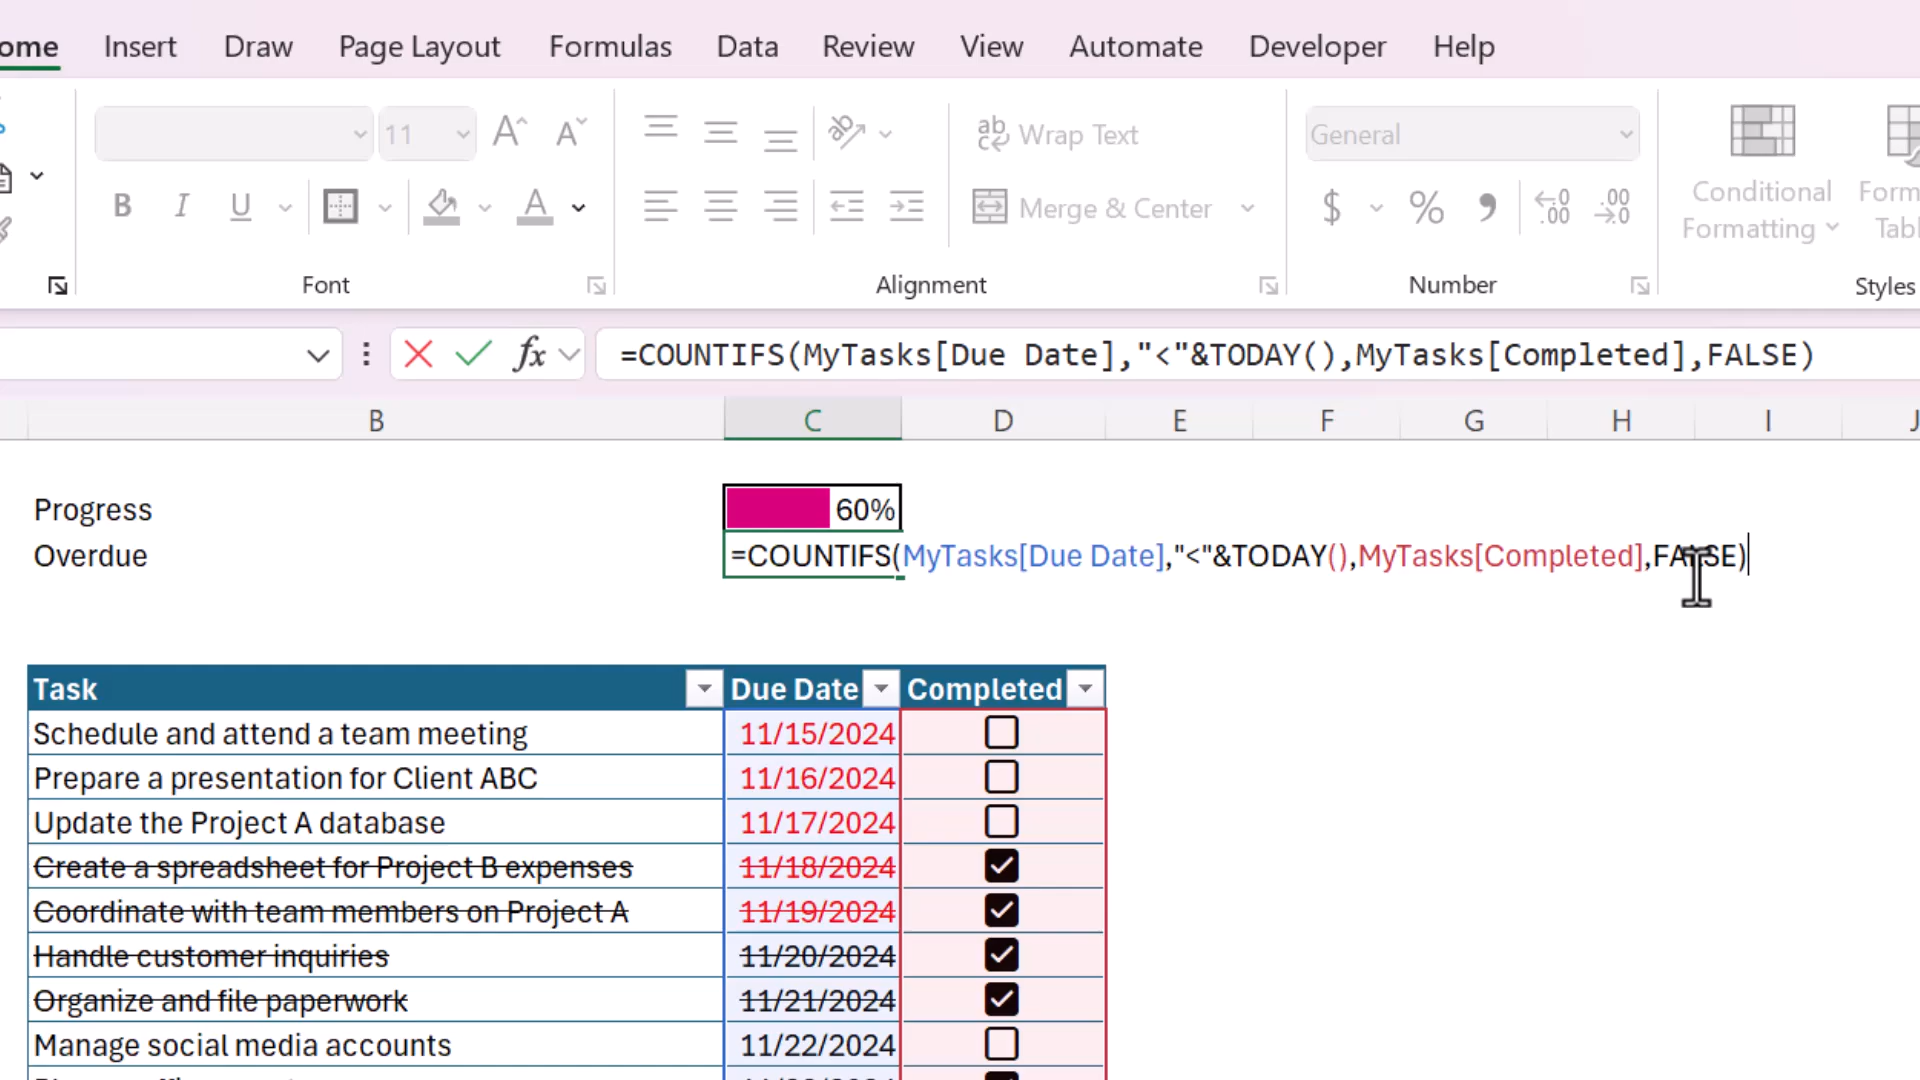 Insert Draw Page Layout Formulas Data Review View Automate Developer Help
11 A A ab c Wrap Text General
B I U A Merge & Center $ % , .00 .00 Conditional Formatting
Font Alignment Number Styles
fx =COUNTIFS(MyTasks[Due Date],"<"&TODAY(),MyTasks[Completed],FALSE)
B C D E F G H I J
Progress 60%
Overdue =COUNTIFS(MyTasks[Due Date],"<"&TODAY(),MyTasks[Completed],FALSE)
Task Due Date Completed
Schedule and attend a team meeting 11/15/2024
Prepare a presentation for Client ABC 11/16/2024
Update the Project A database 11/17/2024
Create a spreadsheet for Project B expenses 11/18/2024
Coordinate with team members on Project A 11/19/2024
Handle customer inquiries 11/20/2024
Organize and file paperwork 11/21/2024
Manage social media accounts 11/22/2024